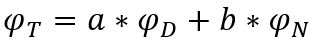 φ_T = a * φ_D + b * φ_N